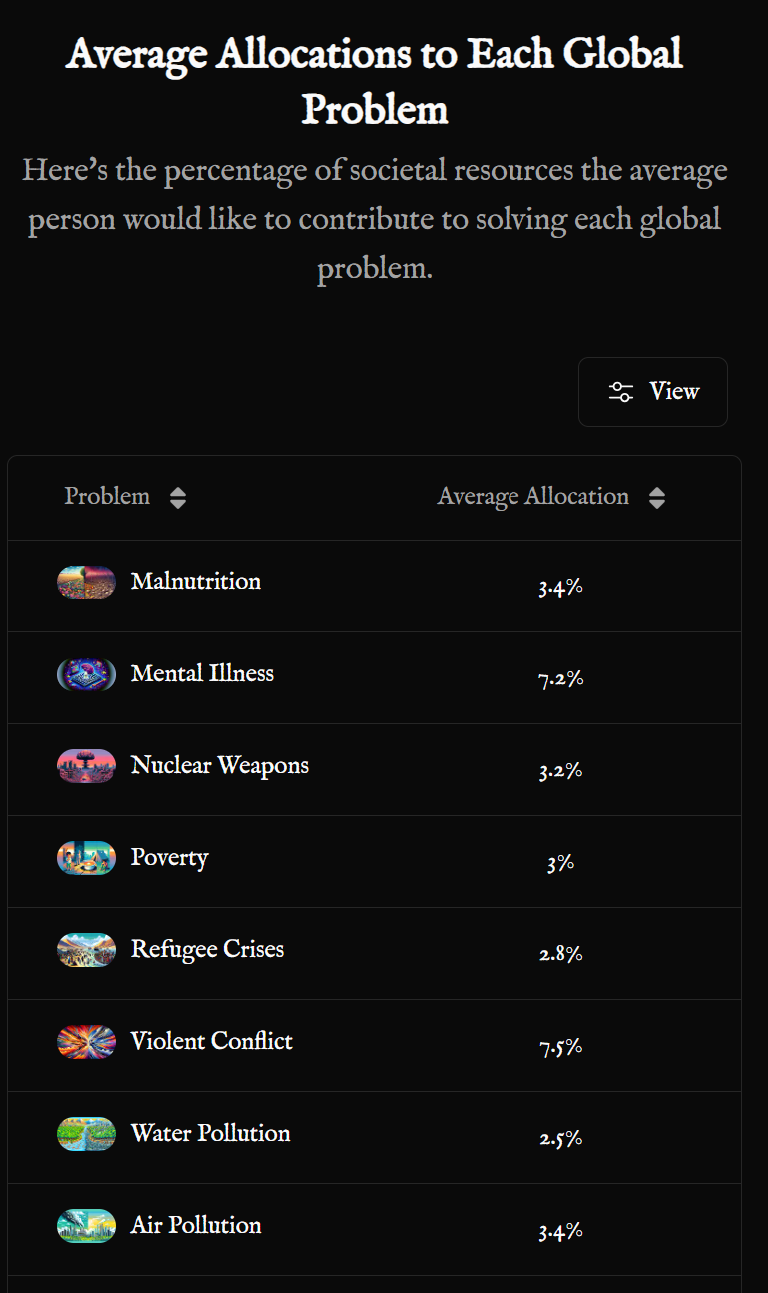 Average Allocations to Each Global
Problem
Here's the percentage of societal resources the average
person would like to contribute to solving each global
problem.
View
Problem Average Allocation
Malnutrition 3.4%
Mental Illness 7.2%
Nuclear Weapons 3.2%
Poverty 3%
Refugee Crises 2.8%
Violent Conflict 7.5%
Water Pollution 2.5%
Air Pollution 3.4%